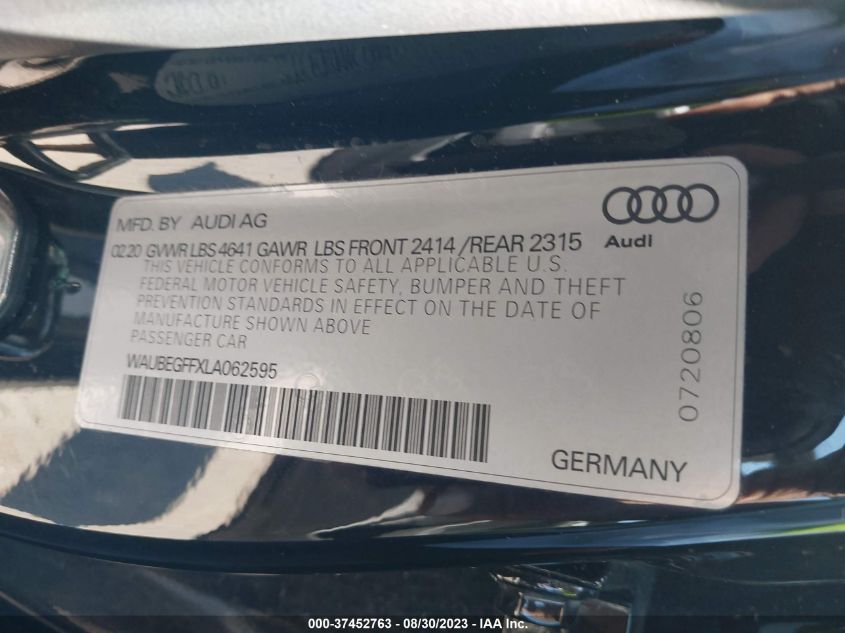 MFD. BY AUDI AG
02.20 GVWR LBS 4641 GAWR LBS FRONT 2414 /REAR 2315
THIS VEHICLE CONFORMS TO ALL APPLICABLE U.S.
FEDERAL MOTOR VEHICLE SAFETY, BUMPER AND THEFT
PREVENTION STANDARDS IN EFFECT ON THE DATE OF
MANUFACTURE SHOWN ABOVE
PASSENGER CAR
WAUBEGFFXLA062595
Audi
0720806
GERMANY
000-37452763 - 08/30/2023 - IAA Inc.